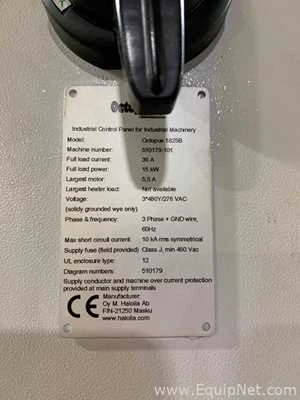 Industrial Control Panel for Industrial Machinery
Model: Octopus 1825B
Machine number: 510179-101
Full load current: 36 A
Full load power: 15 kW
Largest motor: 5,5 A
Largest heater load: Not available
Voltage: 3*480Y/276 VAC
(solidly grounded wye only)
Phase & frequency: 3 Phase + GND wire,
60Hz
Max short circuit current: 10 kA rms symmetrical
Supply fuse (field provided) Class J, min 480 Vac
UL enclosure type: 12
Diagram numbers: 510179
Supply conductor and machine over current protection
provided at main supply terminals
CE
Manufacturer:
Oy M. Haloila Ab
FIN-21250 Masku
www.haloila.com
© www.EquipNet.com